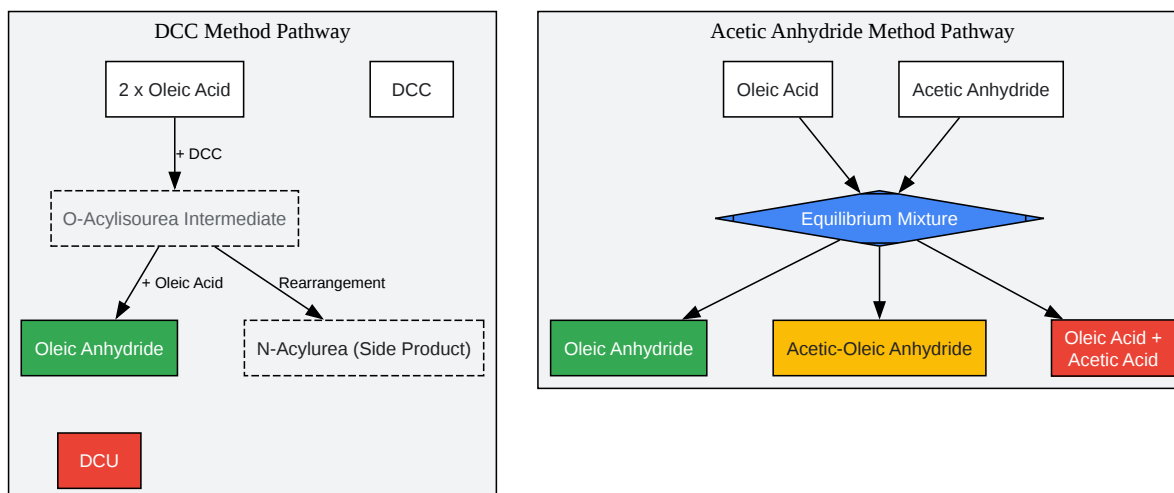 DCC Method Pathway
2 x Oleic Acid
DCC
+ DCC
O-Acylisourea Intermediate
+ Oleic Acid
Rearrangement
Oleic Anhydride
N-Acylurea (Side Product)
DCU
Acetic Anhydride Method Pathway
Oleic Acid
Acetic Anhydride
Equilibrium Mixture
Oleic Anhydride
Acetic-Oleic Anhydride
Oleic Acid +
Acetic Acid